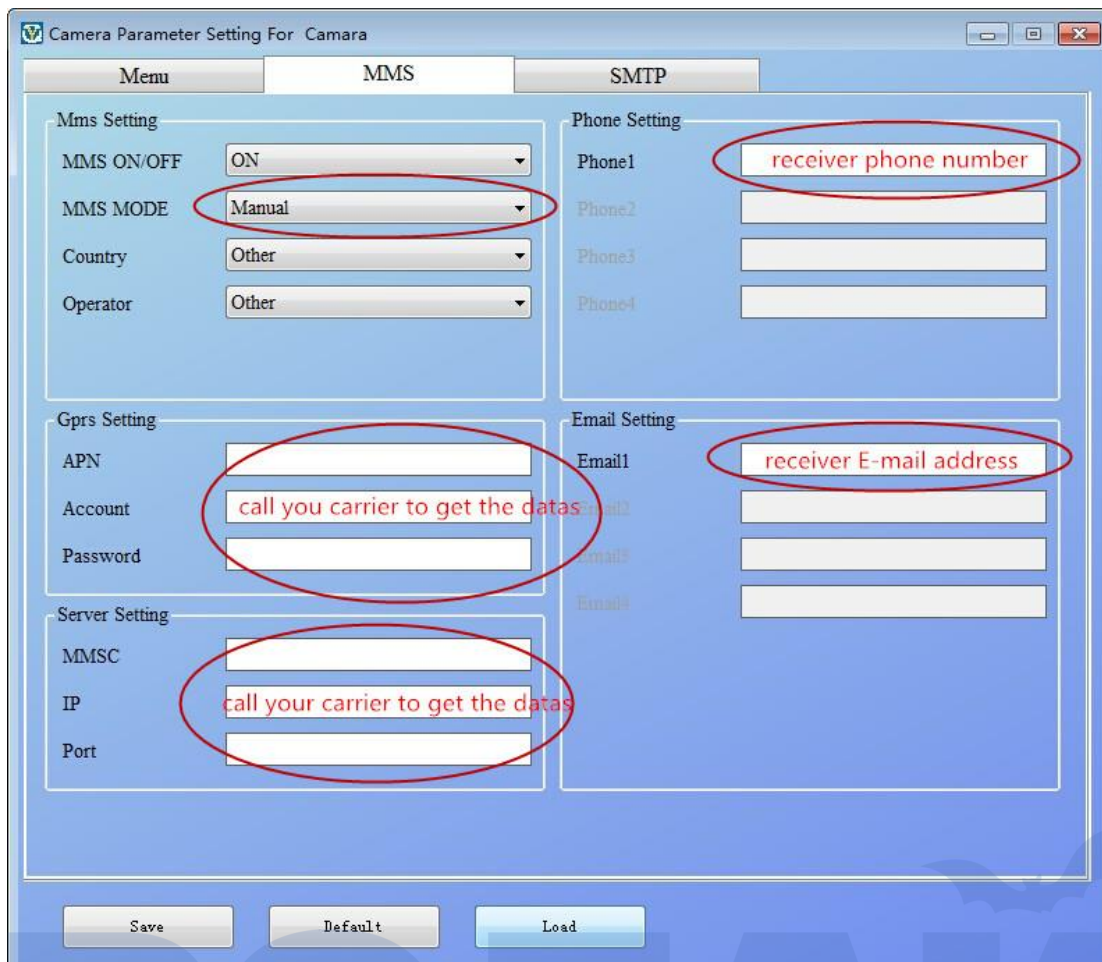 Camera Parameter Setting For Camara
Menu MMS SMTP
Mms Setting
MMS ON/OFF ON
MMS MODE Manual
Country Other
Operator Other
Phone Setting
Phone1 receiver phone number
Phone2
Phone3
Phone4
Gprs Setting
APN
Account call you carrier to get the datas
Password
Email Setting
Email1 receiver E-mail address
Email2
Email3
Email4
Server Setting
MMSC
IP call your carrier to get the datas
Port
Save Default Load